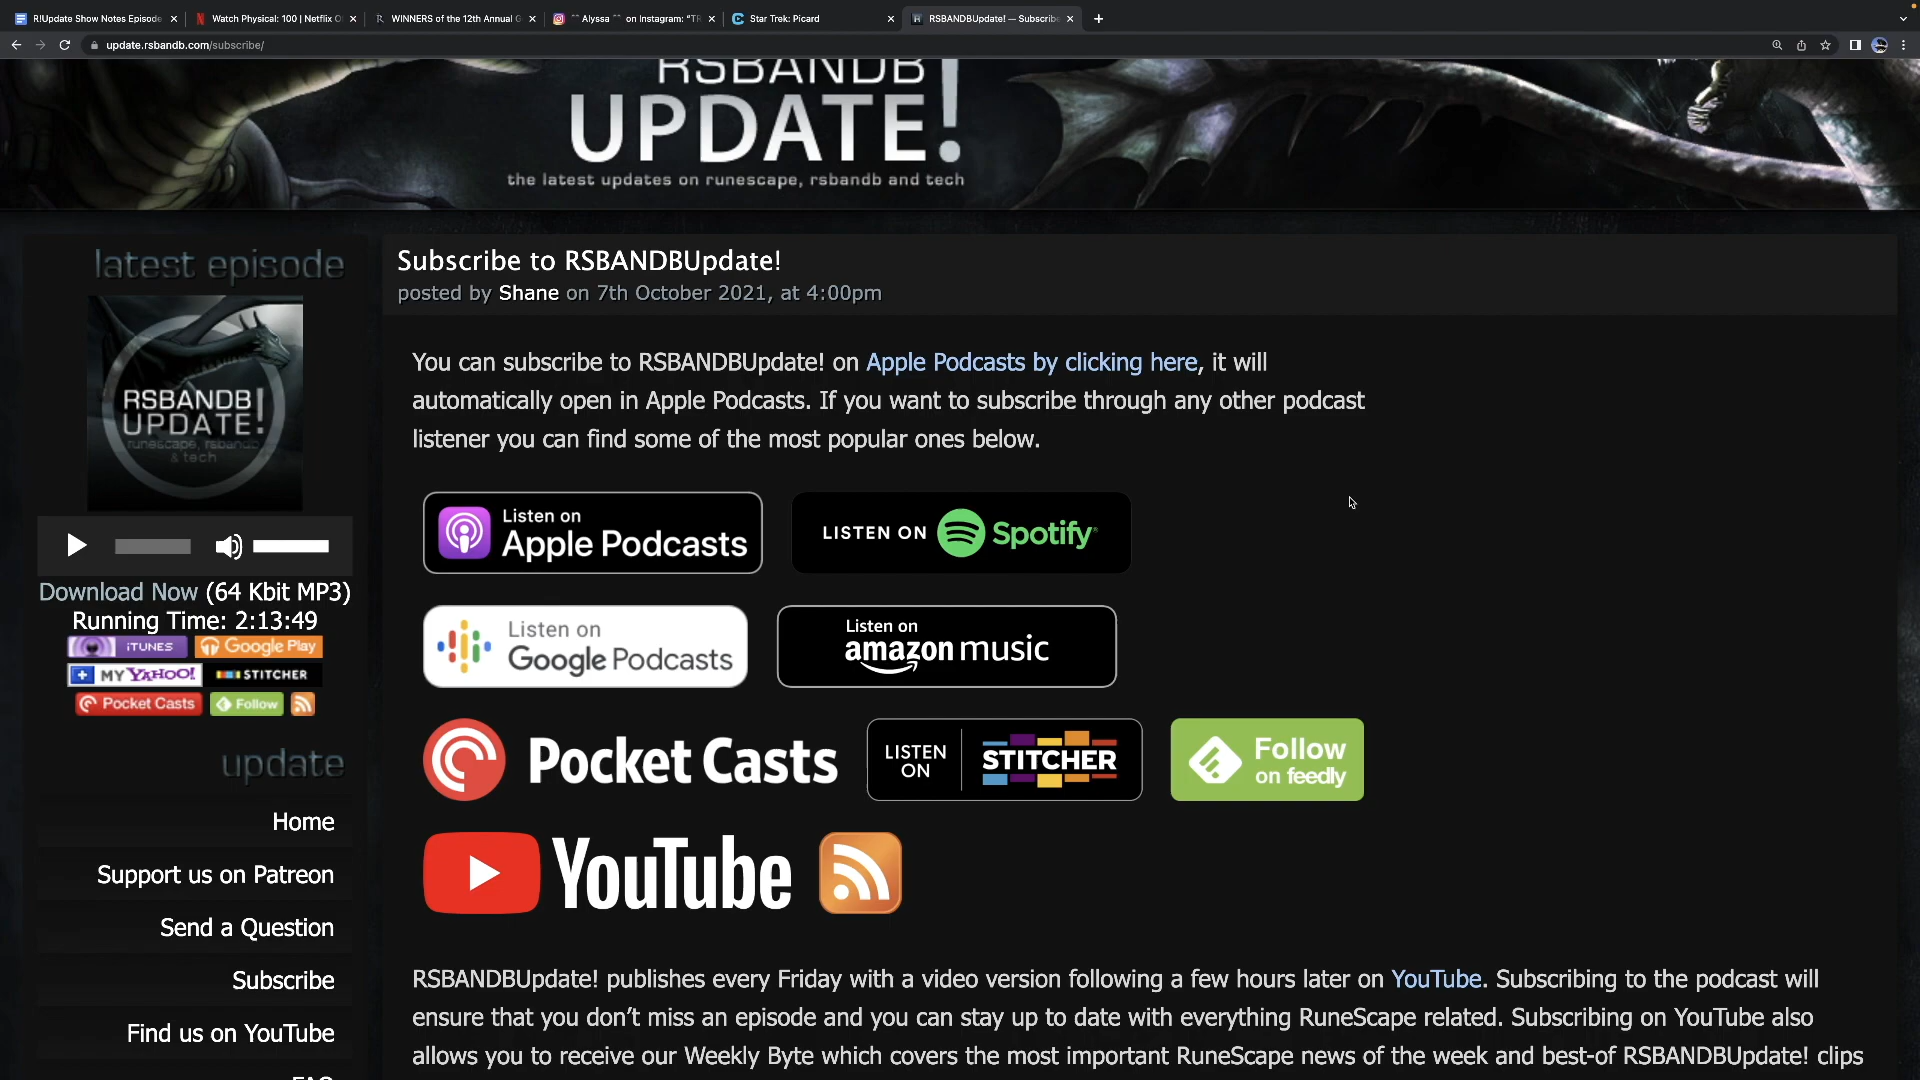 R!Update Show Notes Episode
Watch Physical: 100 | Netflix O
WINNERS of the 12th Annual G
Alyssa on Instagram: "TR
Star Trek: Picard
RSBANDBUpdate! — Subscribe
update.rsbandb.com/subscribe/
RSBANDB
UPDATE!
the latest updates on runescape, rsbandb and tech
latest episode
RSBANDB
UPDATE!
runescape, rsbandb
& tech
Download Now (64 Kbit MP3)
Running Time: 2:13:49
iTUNES
Google Play
MY YAHOO!
STITCHER
Pocket Casts
Follow
update
Home
Support us on Patreon
Send a Question
Subscribe
Find us on YouTube
FAQ
Subscribe to RSBANDBUpdate!
posted by Shane on 7th October 2021, at 4:00pm
You can subscribe to RSBANDBUpdate! on Apple Podcasts by clicking here, it will
automatically open in Apple Podcasts. If you want to subscribe through any other podcast
listener you can find some of the most popular ones below.
Listen on
Apple Podcasts
LISTEN ON Spotify
Listen on
Google Podcasts
Listen on
amazon music
Pocket Casts
LISTEN
ON
STITCHER
Follow
on feedly
YouTube
RSBANDBUpdate! publishes every Friday with a video version following a few hours later on YouTube. Subscribing to the podcast will
ensure that you don't miss an episode and you can stay up to date with everything RuneScape related. Subscribing on YouTube also
allows you to receive our Weekly Byte which covers the most important RuneScape news of the week and best-of RSBANDBUpdate! clips